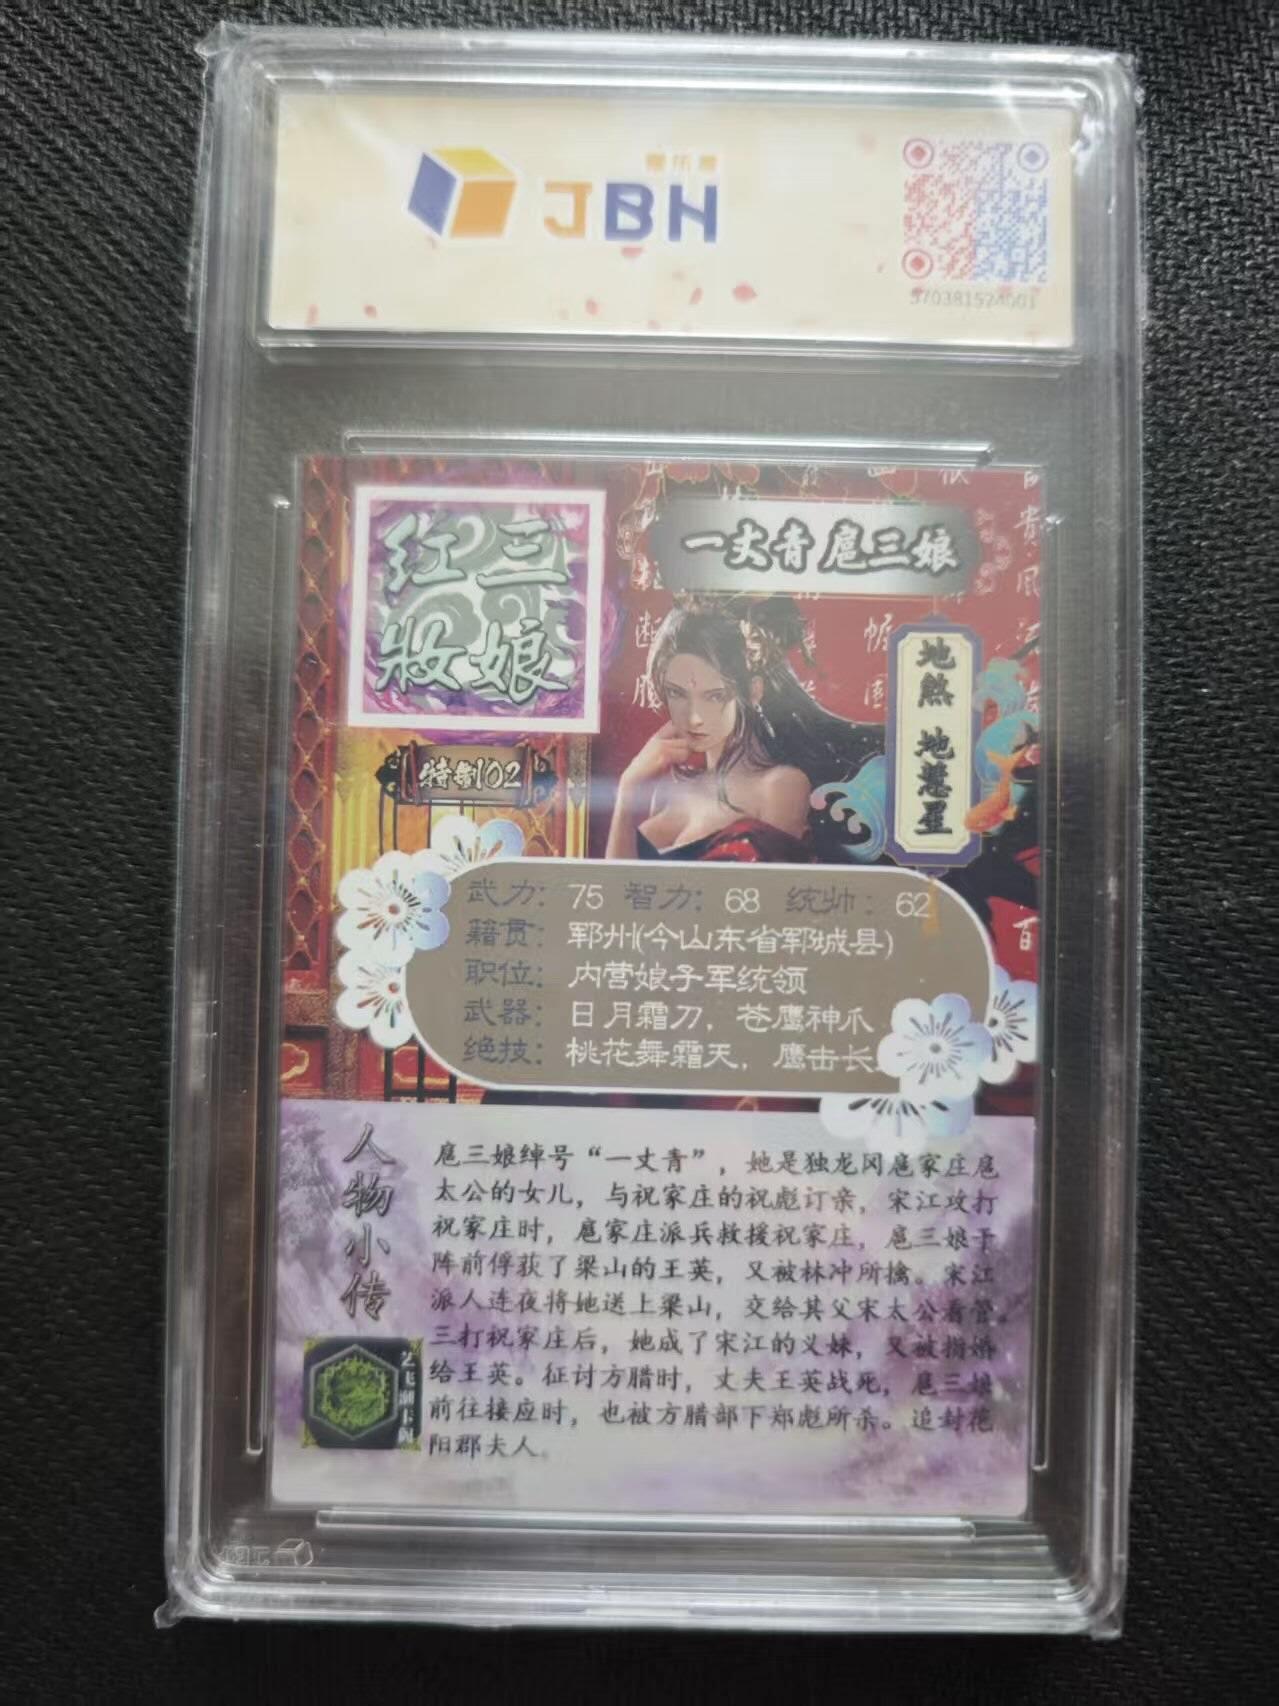 JBH
570381524001
三娘
红妝
一丈青 扈三娘
地煞 地慧星
特制102
武力： 75 智力： 68 统帅： 62
籍贯： 郓州(今山东省郓城县)
职位： 内营娘子军统领
武器： 日月霜刀，苍鹰神爪
绝技： 桃花舞霜天，鹰击长
人物小传
扈三娘绰号“一丈青”，她是独龙冈扈家庄扈
太公的女儿，与祝家庄的祝彪订亲，宋江攻打
祝家庄时，扈家庄派兵救援祝家庄，扈三娘于
阵前俘获了梁山的王英，又被林冲所擒。宋江
派人连夜将她送上梁山，交给其父宋太公看管。
三打祝家庄后，她成了宋江的义妹，又被指婚
给王英。征讨方腊时，丈夫王英战死，扈三娘
前往接应时，也被方腊部下郑彪所杀。追封花
阳郡夫人。